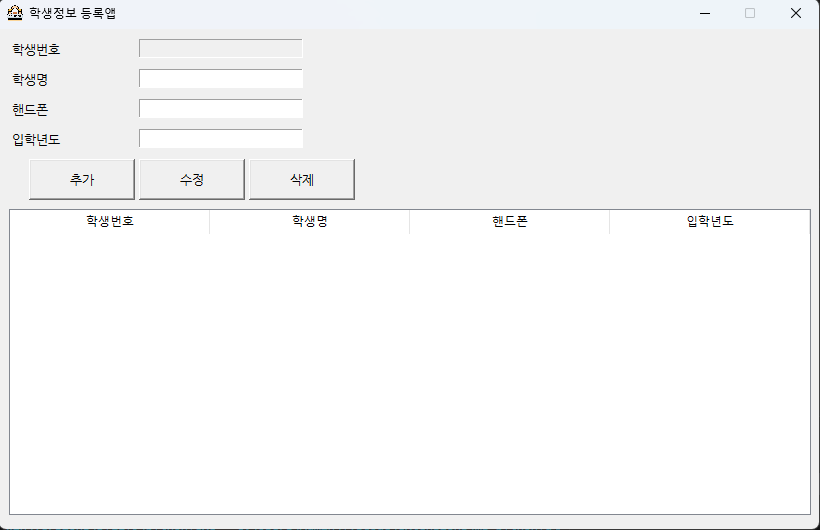 학생정보 등록앱
학생번호
학생명
핸드폰
입학년도
추가 수정 삭제
학생번호 학생명 핸드폰 입학년도